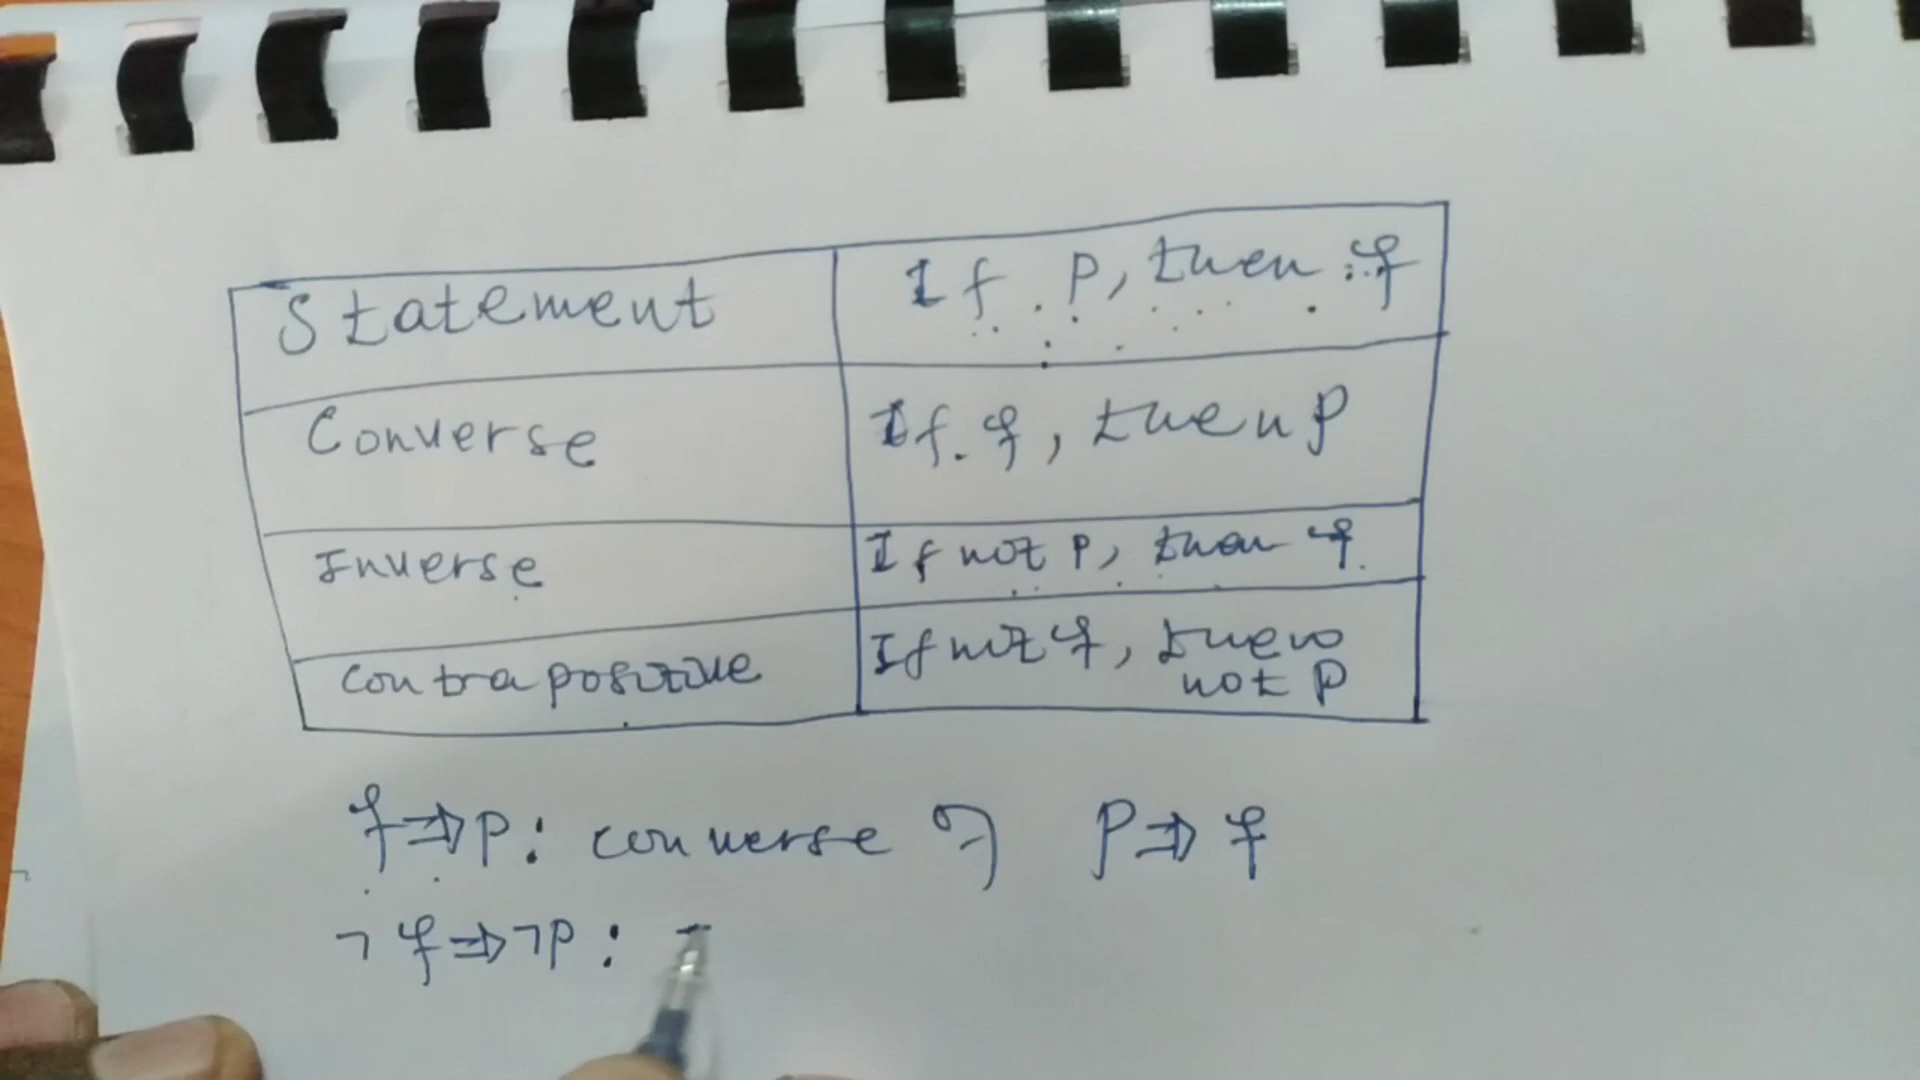 Statement
If P, then q
Converse
If q, then P
Inverse
If not P, then q.
Contrapositive
If not q, then
not P
q ⇒ P : converse of P ⇒ q
¬ q ⇒ ¬P :